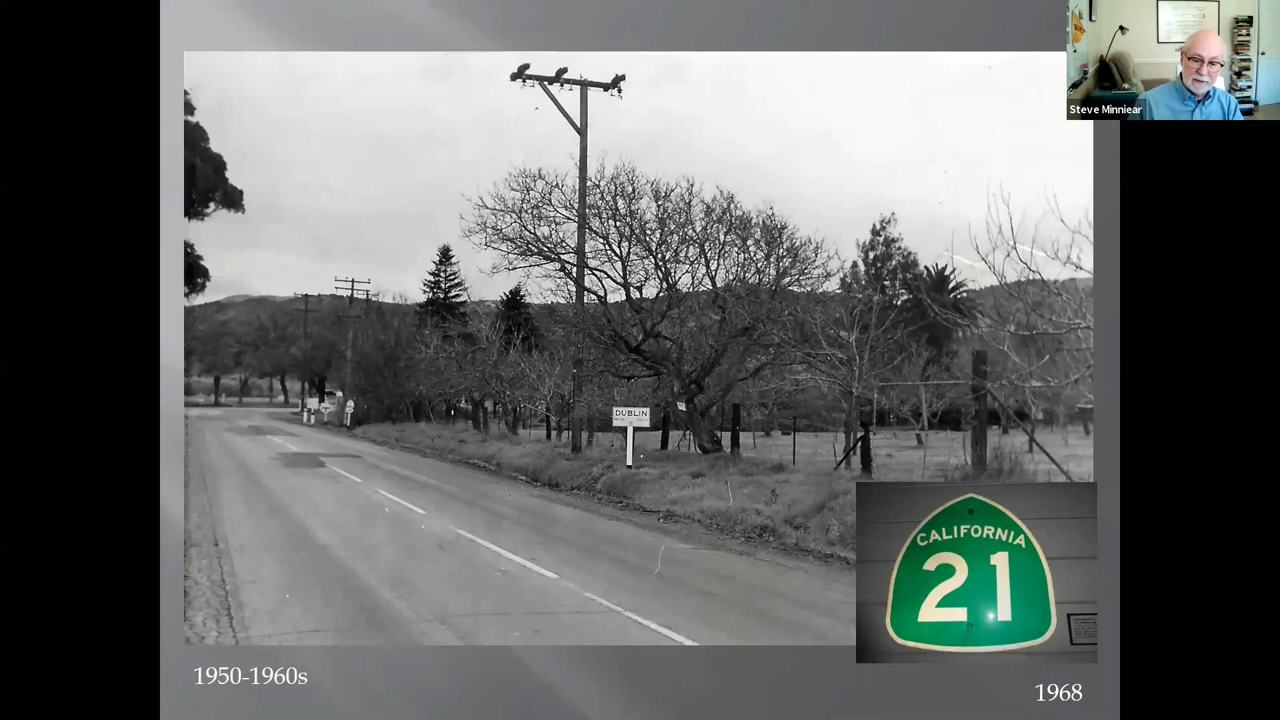 Steve Minniear
DUBLIN
CALIFORNIA
21
1950-1960s
1968